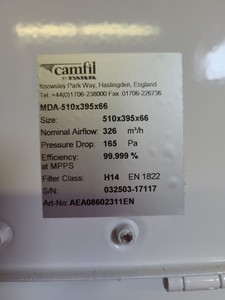 camfil
FARR
Knowsley Park Way, Haslingden, England
Tel.:+44(0)1706-238000 Fax.:01706-226736
MDA-510x395x66
Size: 510x395x66
Nominal Airflow: 326 m³/h
Pressure Drop: 165 Pa
Efficiency: 99.999 %
at MPPS
Filter Class: H14 EN 1822
S/N: 032503-17117
Art-No: AEA08602311EN